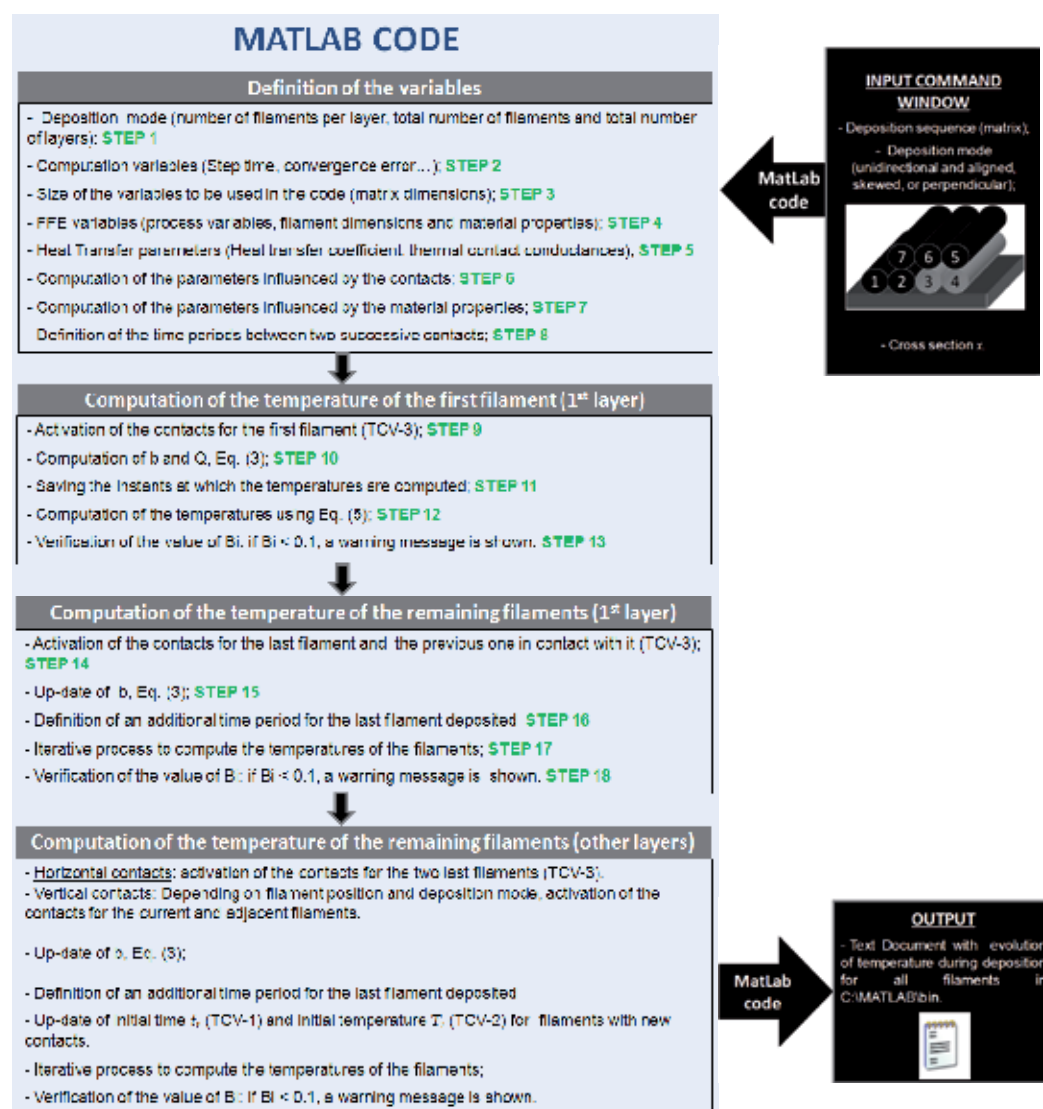 MATLAB CODE
Definition of the variables
- Deposition mode (number of filaments per layer, total number of filaments and total number
of layers); STEP 1
- Computation variables (Step time, convergence error...); STEP 2
- Size of the variables to be used in the code (matrix dimensions); STEP 3
- FFE variables (process variables, filament dimensions and material properties); STEP 4
- Heat Transfer parameters (Heat transfer coefficient, thermal contact conductances); STEP 5
- Computation of the parameters influenced by the contacts; STEP 6
- Computation of the parameters influenced by the material properties; STEP 7
Definition of the time periods between two successive contacts; STEP 8
Computation of the temperature of the first filament (1st layer)
- Activation of the contacts for the first filament (TCV-3); STEP 9
- Computation of b and Q, Eq. (3); STEP 10
- Saving the instants at which the temperatures are computed; STEP 11
- Computation of the temperatures using Eq. (5); STEP 12
- Verification of the value of Bi. if Bi < 0.1, a warning message is shown. STEP 13
Computation of the temperature of the remaining filaments (1st layer)
- Activation of the contacts for the last filament and the previous one in contact with it (TCV-3);
STEP 14
- Up-date of b, Eq. (3); STEP 15
- Definition of an additional time period for the last filament deposited STEP 16
- Iterative process to compute the temperatures of the filaments; STEP 17
- Verification of the value of Bi: if Bi < 0.1, a warning message is shown. STEP 18
Computation of the temperature of the remaining filaments (other layers)
- Horizontal contacts: activation of the contacts for the two last filaments (TCV-3).
- Vertical contacts: Depending on filament position and deposition mode, activation of the
contacts for the current and adjacent filaments.
- Up-date of b, Eq. (3);
- Definition of an additional time period for the last filament deposited
- Up-date of initial time t (TCV-1) and initial temperature T (TCV-2) for filaments with new
contacts.
- Iterative process to compute the temperatures of the filaments;
- Verification of the value of Bi: if Bi < 0.1, a warning message is shown.
MatLab
code
INPUT COMMAND
WINDOW
- Deposition sequence (matrix);
- Deposition mode
(unidirectional and aligned,
skewed, or perpendicular);
7 6 5
1 2 3 4
- Cross section x.
MatLab
code
OUTPUT
- Text Document with evolution
of temperature during deposition
for all filaments in
C:\MATLAB\bin.